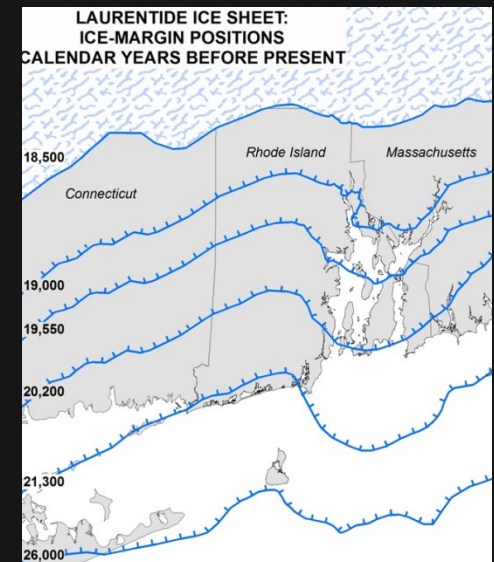 LAURENTIDE ICE SHEET:
ICE-MARGIN POSITIONS
CALENDAR YEARS BEFORE PRESENT
18,500
Rhode Island
Massachusetts
Connecticut
19,000
19,550
20,200
21,300
26,000